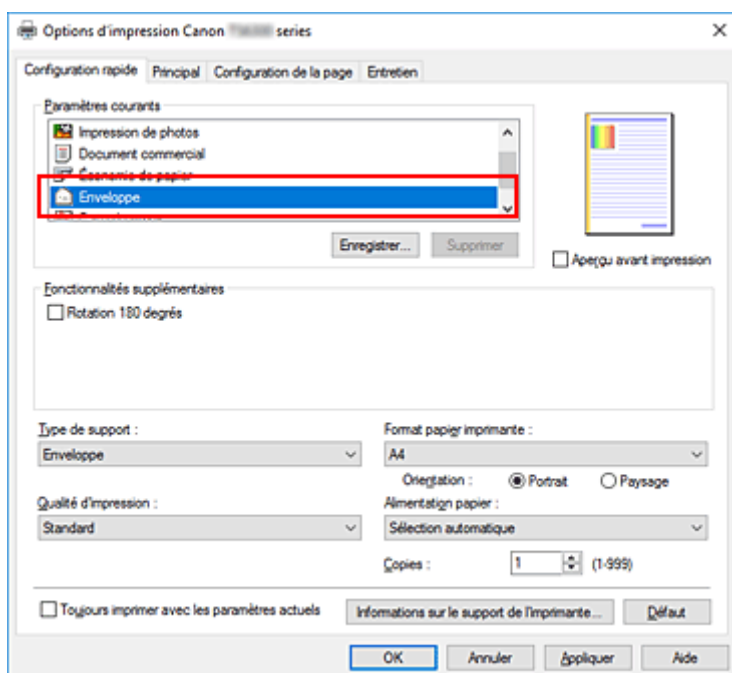 Options d'impression Canon series
Configuration rapide Principal Configuration de la page Entretien
Paramètres courants
Impression de photos
Document commercial
Économie de papier
Enveloppe
Enregistrer... Supprimer
Aperçu avant impression
Fonctionnalités supplémentaires
Rotation 180 degrés
Type de support :
Enveloppe
Format papier imprimante :
A4
Orientation : Portrait Paysage
Qualité d'impression :
Standard
Alimentation papier :
Sélection automatique
Copies : 1 (1-999)
Toujours imprimer avec les paramètres actuels
Informations sur le support de l'imprimante... Défaut
OK Annuler Appliquer Aide